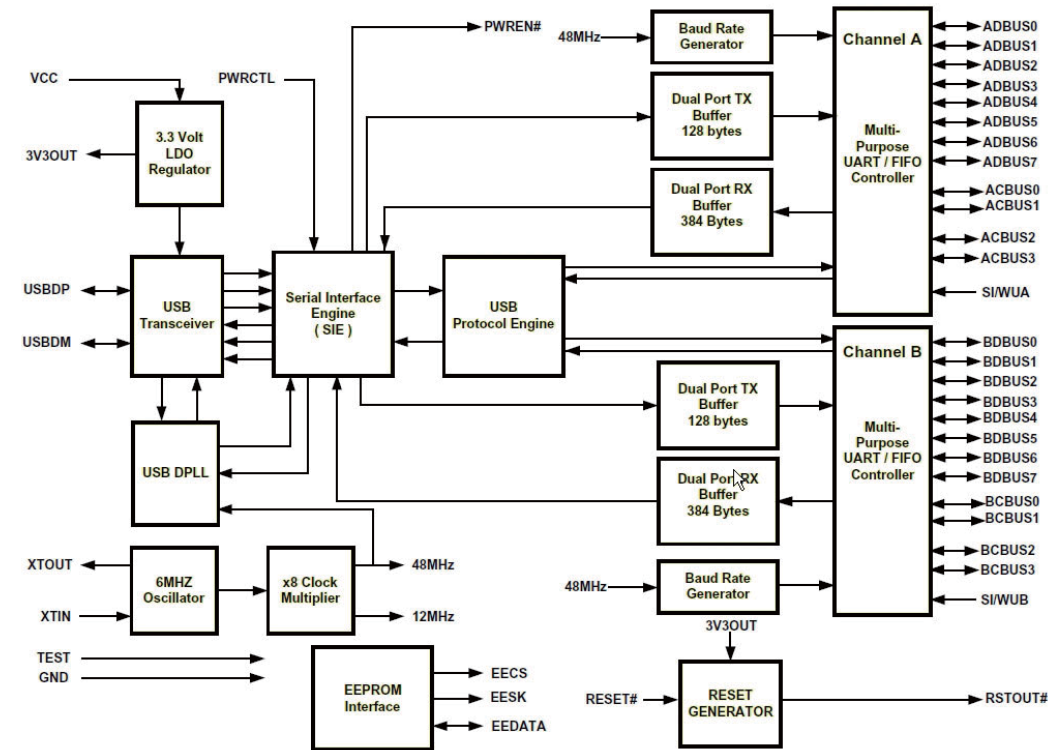 PWREN#
48MHz
Baud Rate
Generator
Channel A
ADBUS0
ADBUS1
ADBUS2
ADBUS3
ADBUS4
ADBUS5
ADBUS6
ADBUS7
ACBUS0
ACBUS1
ACBUS2
ACBUS3
SI/WUA
Multi-
Purpose
UART / FIFO
Controller
VCC
PWRCTL
3.3 Volt
LDO
Regulator
3V3OUT
Dual Port TX
Buffer
128 bytes
Dual Port RX
Buffer
384 Bytes
USBDP
USBDM
USB
Transceiver
Serial Interface
Engine
( SIE )
USB
Protocol Engine
Channel B
BDBUS0
BDBUS1
BDBUS2
BDBUS3
BDBUS4
BDBUS5
BDBUS6
BDBUS7
BCBUS0
BCBUS1
BCBUS2
BCBUS3
SI/WUB
Multi-
Purpose
UART / FIFO
Controller
Dual Port TX
Buffer
128 bytes
Dual Port RX
Buffer
384 Bytes
USB DPLL
XTOUT
XTIN
6MHZ
Oscillator
x8 Clock
Multiplier
48MHz
12MHz
48MHz
Baud Rate
Generator
TEST
GND
EEPROM
Interface
EECS
EESK
EEDATA
3V3OUT
RESET#
RESET
GENERATOR
RSTOUT#